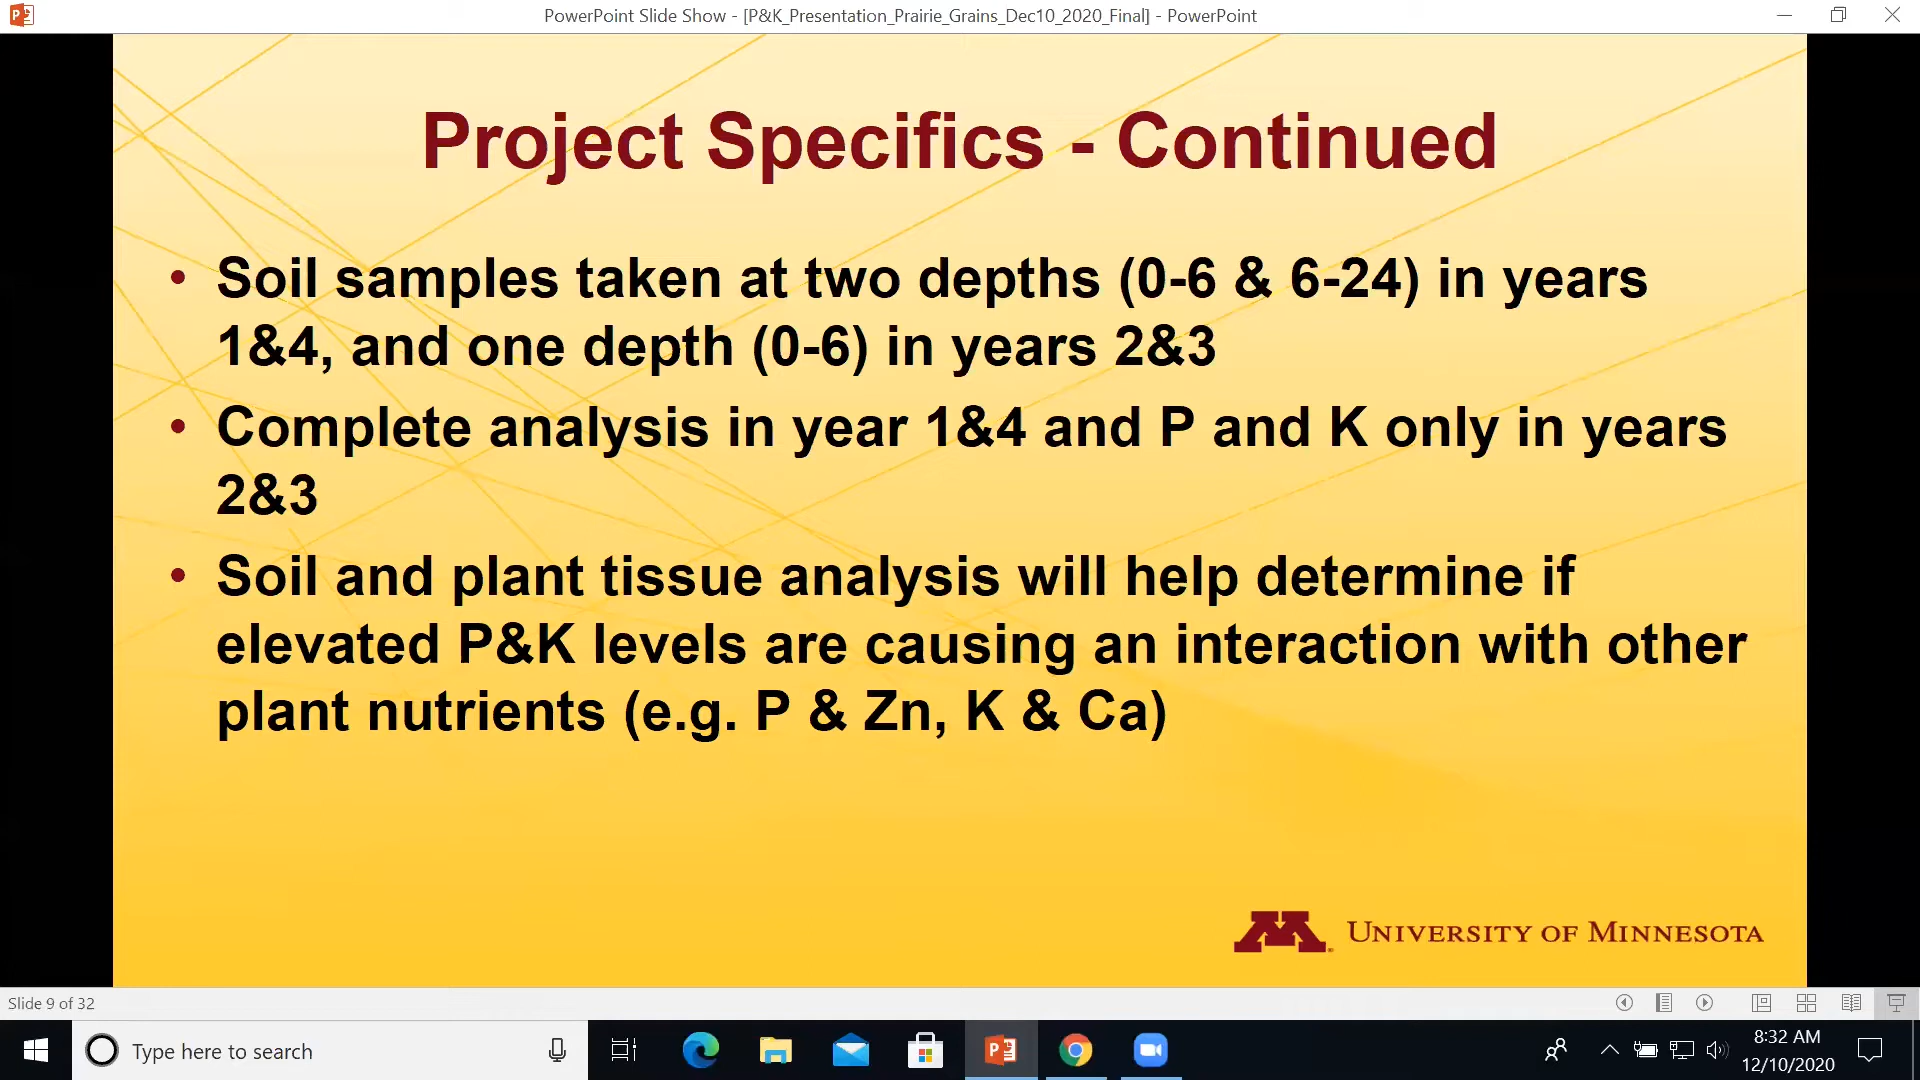 PowerPoint Slide Show - [P&K_Presentation_Prairie_Grains_Dec10_2020_Final] - PowerPoint
Project Specifics - Continued
• Soil samples taken at two depths (0-6 & 6-24) in years
1&4, and one depth (0-6) in years 2&3
• Complete analysis in year 1&4 and P and K only in years
2&3
• Soil and plant tissue analysis will help determine if
elevated P&K levels are causing an interaction with other
plant nutrients (e.g. P & Zn, K & Ca)
UNIVERSITY OF MINNESOTA
Slide 9 of 32
Type here to search
8:32 AM
12/10/2020